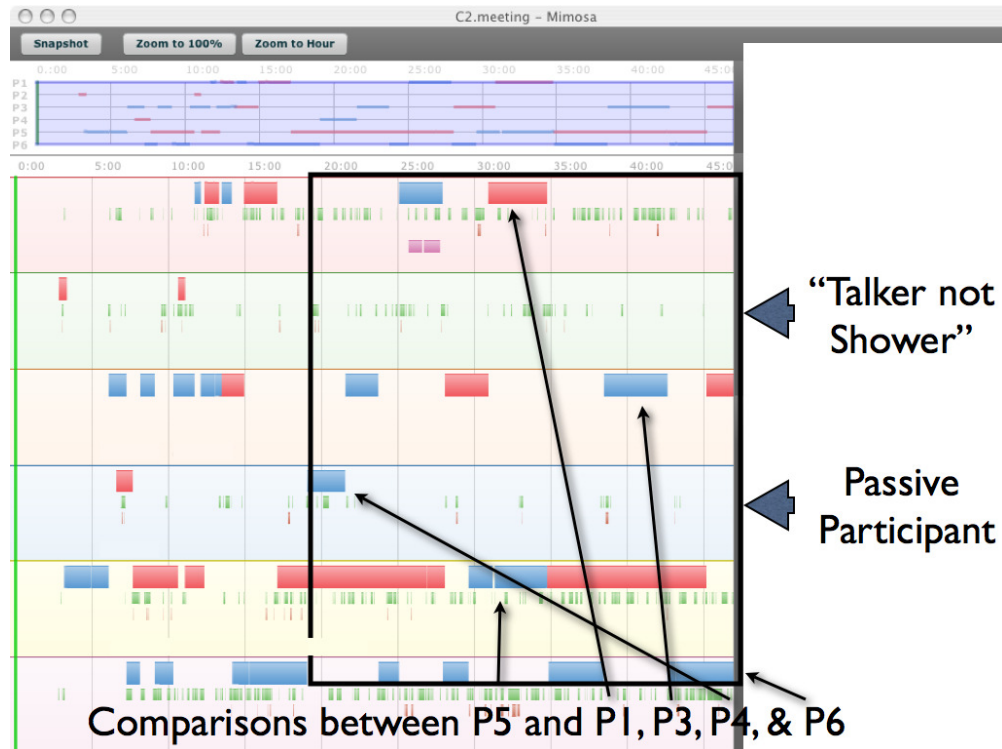 C2.meeting – Mimosa
Snapshot Zoom to 100% Zoom to Hour
0.:00 5:00 10:00 15:00 20:00 25:00 30:00 35:00 40:00 45:0
P1
P2
P3
P4
P5
P6
0:00 5:00 10:00 15:00 20:00 25:00 30:00 35:00 40:00 45:0
“Talker not
Shower”
Passive
Participant
Comparisons between P5 and P1, P3, P4, & P6